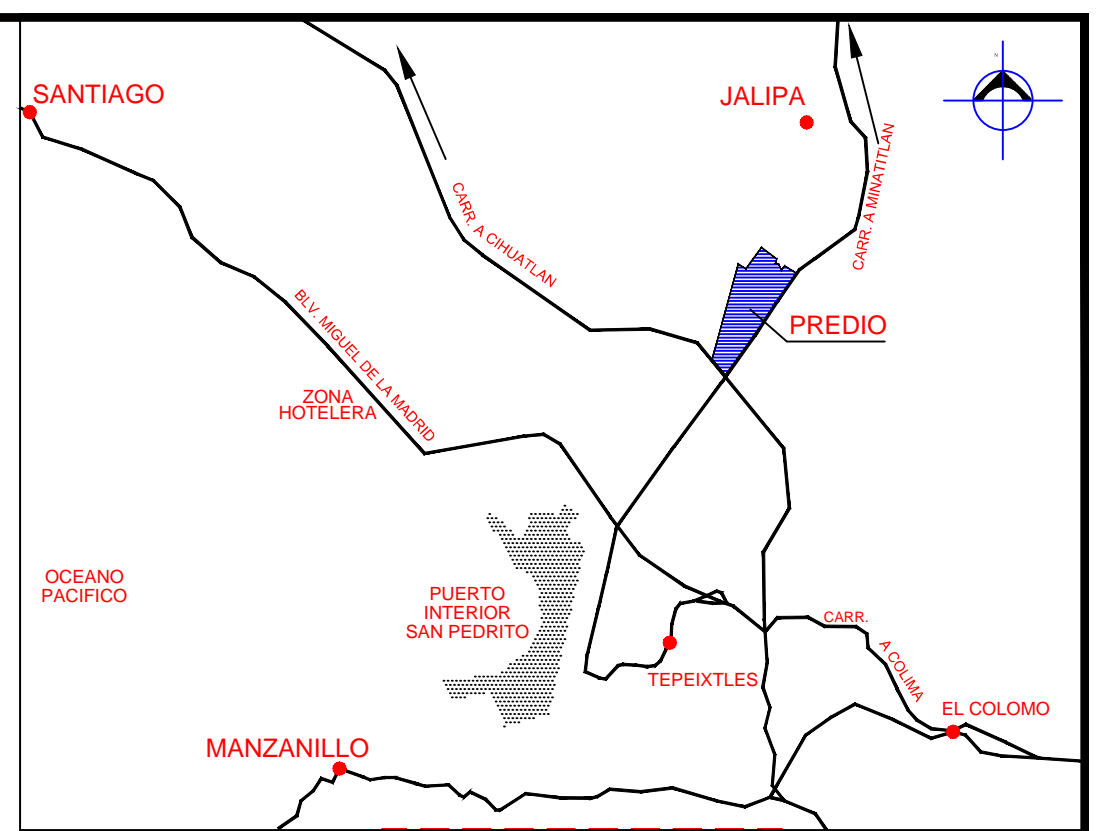 N
SANTIAGO
JALIPA
CARR. A CIHUATLAN
CARR. A MINATITLAN
PREDIO
BLV. MIGUEL DE LA MADRID
ZONA
HOTELERA
OCEANO
PACIFICO
PUERTO
INTERIOR
SAN PEDRITO
CARR.
A COLIMA
TEPEIXTLES
EL COLOMO
MANZANILLO